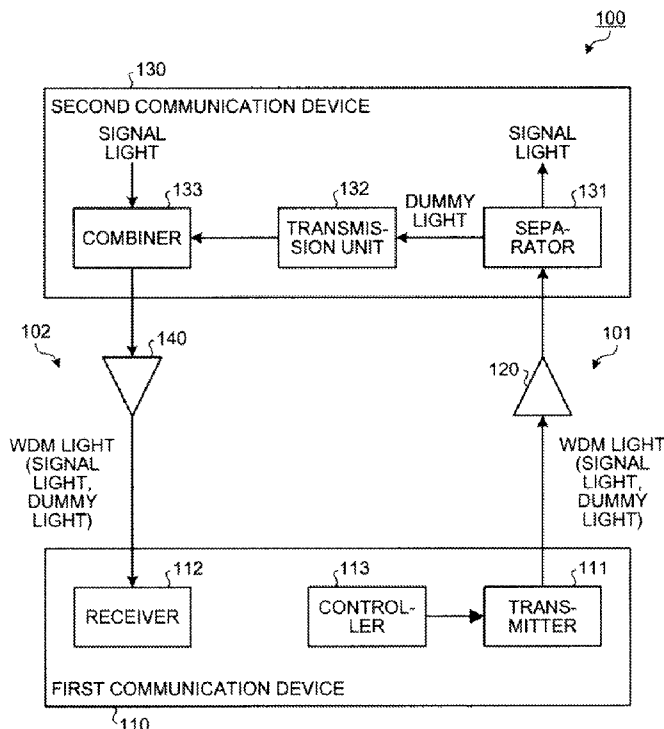 100
130
SECOND COMMUNICATION DEVICE
SIGNAL
LIGHT
SIGNAL
LIGHT
133
132
DUMMY
LIGHT
131
COMBINER
TRANSMIS-
SION UNIT
SEPA-
RATOR
102
140
120
101
WDM LIGHT
(SIGNAL
LIGHT,
DUMMY
LIGHT)
WDM LIGHT
(SIGNAL
LIGHT,
DUMMY
LIGHT)
112
113
111
RECEIVER
CONTROL-
LER
TRANS-
MITTER
FIRST COMMUNICATION DEVICE
110